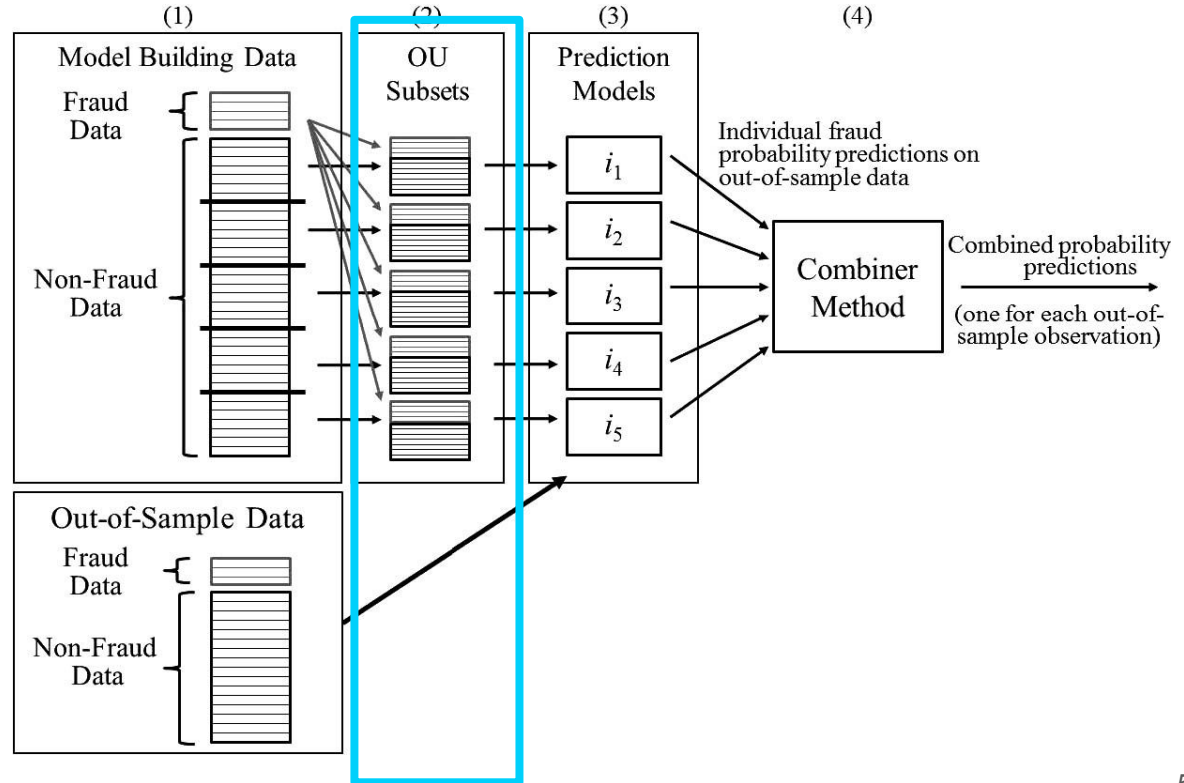 (1)
(2)
(3)
(4)
Model Building Data
Fraud
Data
Non-Fraud
Data
OU
Subsets
Prediction
Models
i1
i2
i3
i4
i5
Individual fraud
probability predictions on
out-of-sample data
Combiner
Method
Combined probability
predictions
(one for each out-of-
sample observation)
Out-of-Sample Data
Fraud
Data
Non-Fraud
Data